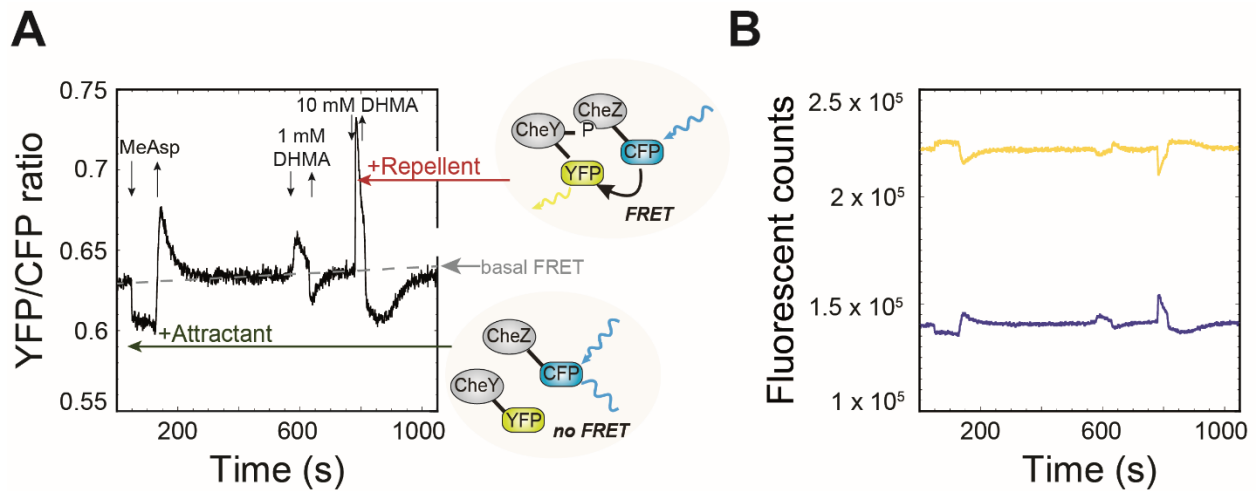 A
B
YFP/CFP ratio
0.75
0.7
0.65
0.6
0.55
MeAsp
1 mM
DHMA
10 mM DHMA
+Repellent
basal FRET
+Attractant
200
600
1000
Time (s)
CheZ
CheY
P
CFP
YFP
FRET
CheZ
CFP
CheY
YFP
no FRET
Fluorescent counts
2.5 x 10⁵
2 x 10⁵
1.5 x 10⁵
1 x 10⁵
200
600
1000
Time (s)